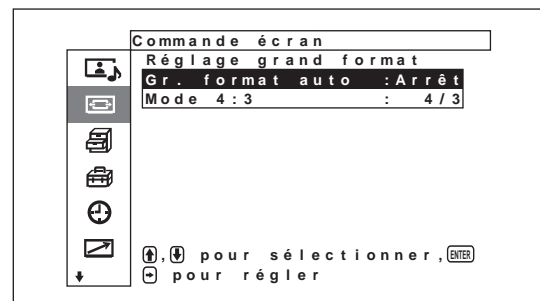 Commande écran
Réglage grand format
Gr. format auto :Arrêt
Mode 4:3 : 4/3
, pour sélectionner, ENTER
pour régler